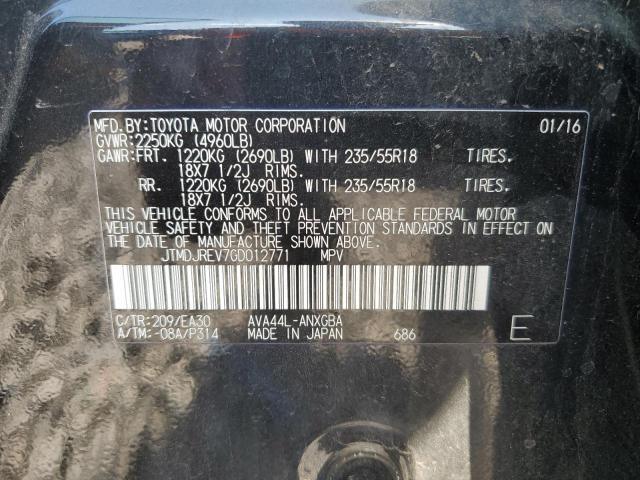 MFD.BY:TOYOTA MOTOR CORPORATION 01/16
GVWR:2250KG (4960LB)
GAWR:FRT. 1220KG (2690LB) WITH 235/55R18 TIRES.
18X7 1/2J RIMS.
RR. 1220KG (2690LB) WITH 235/55R18 TIRES.
18X7 1/2J RIMS.
THIS VEHICLE CONFORMS TO ALL APPLICABLE FEDERAL MOTOR
VEHICLE SAFETY AND THEFT PREVENTION STANDARDS IN EFFECT ON
THE DATE OF MANUFACTURE SHOWN ABOVE.
JTMDJREV7GD012771 MPV
C/TR:209/EA30 AVA44L-ANXGBA
A/TM:-08A/P314 MADE IN JAPAN 686 E